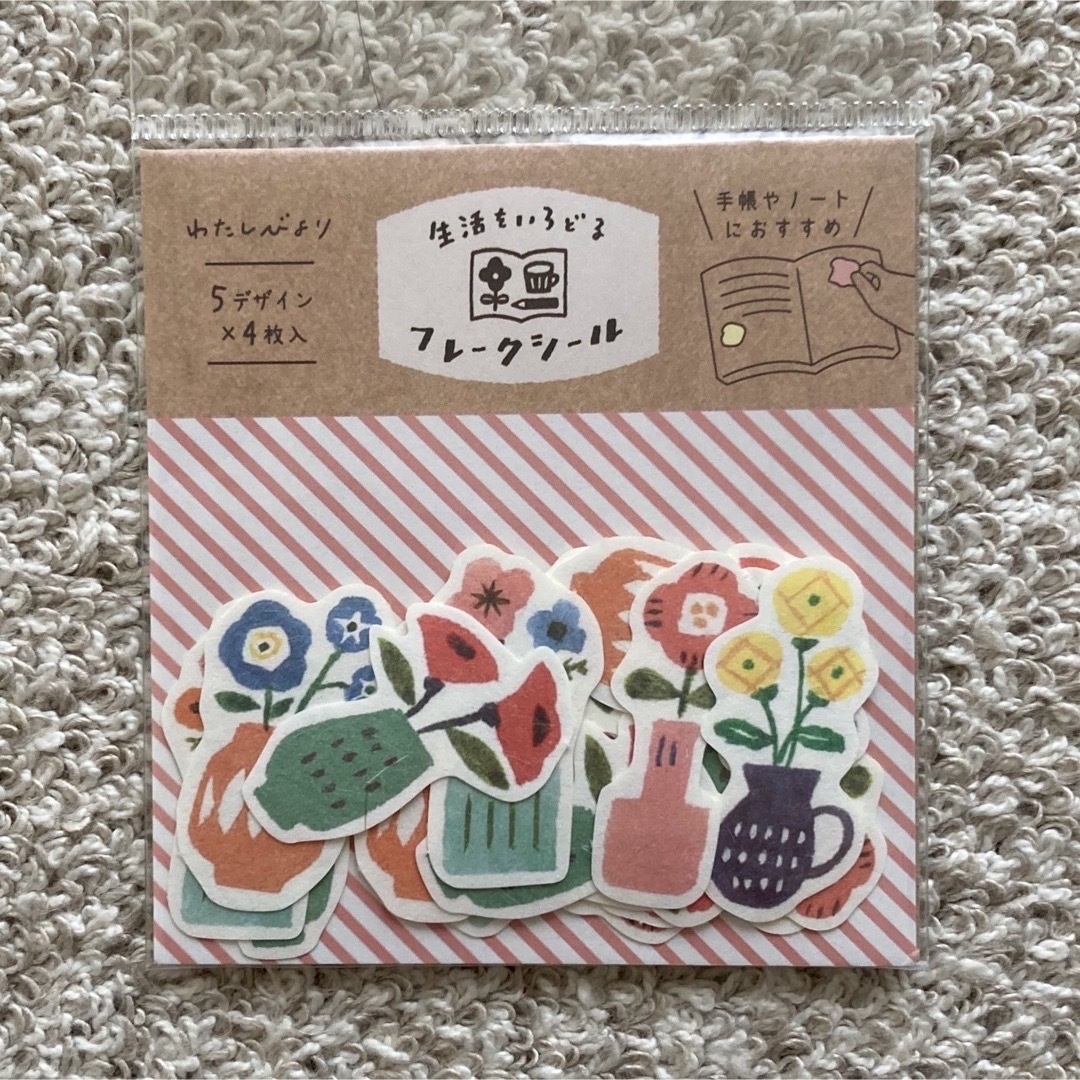 わたしびより
5デザイン
×4枚入
生活をいろどる
フレークシール
手帳やノート
におすすめ